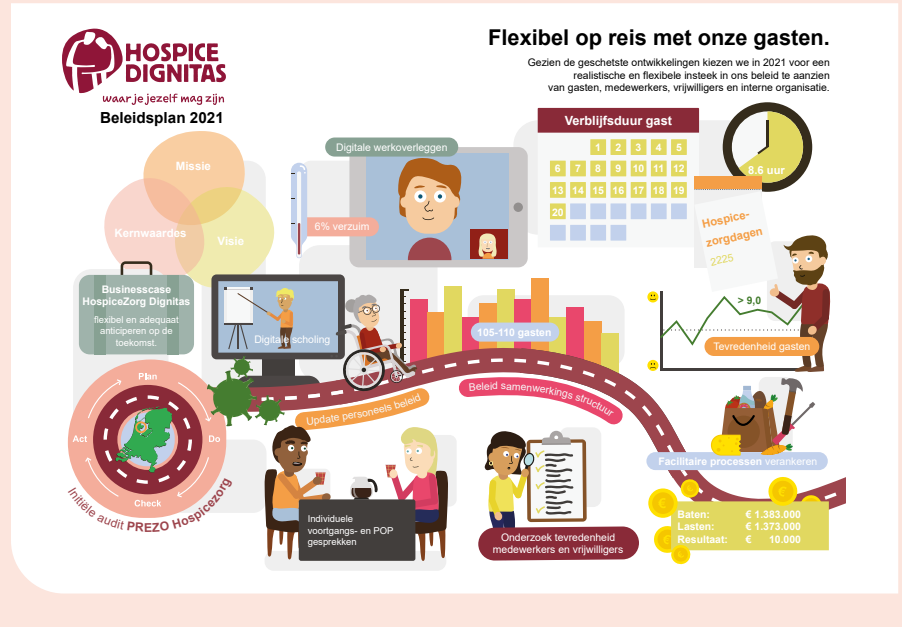 HOSPICE
DIGNITAS
waar je jezelf mag zijn
Beleidsplan 2021
Flexibel op reis met onze gasten.
Gezien de geschetste ontwikkelingen kiezen we in 2021 voor een
realistische en flexibele insteek in ons beleid te aanzien
van gasten, medewerkers, vrijwilligers en interne organisatie.
Missie
Kernwaardes
Visie
6% verzuim
Digitale werkoverleggen
Verblijfsduur gast
1 2 3 4 5
6 7 8 9 10 11 12
13 14 15 16 17 18 19
20
8.6 uur
Hospice-
zorgdagen
2225
Businesscase
HospiceZorg Dignitas
flexibel en adequaat
anticiperen op de
toekomst.
Digitale scholing
105-110 gasten
> 9,0
Tevredenheid gasten
Update personeels beleid
Beleid samenwerkings structuur
Plan
Do
Check
Act
Initiële audit PREZO Hospicezorg
Individuele
voortgangs- en POP
gesprekken
Onderzoek tevredenheid
medewerkers en vrijwilligers
Facilitaire processen verankeren
Baten: € 1.383.000
Lasten: € 1.373.000
Resultaat: € 10.000